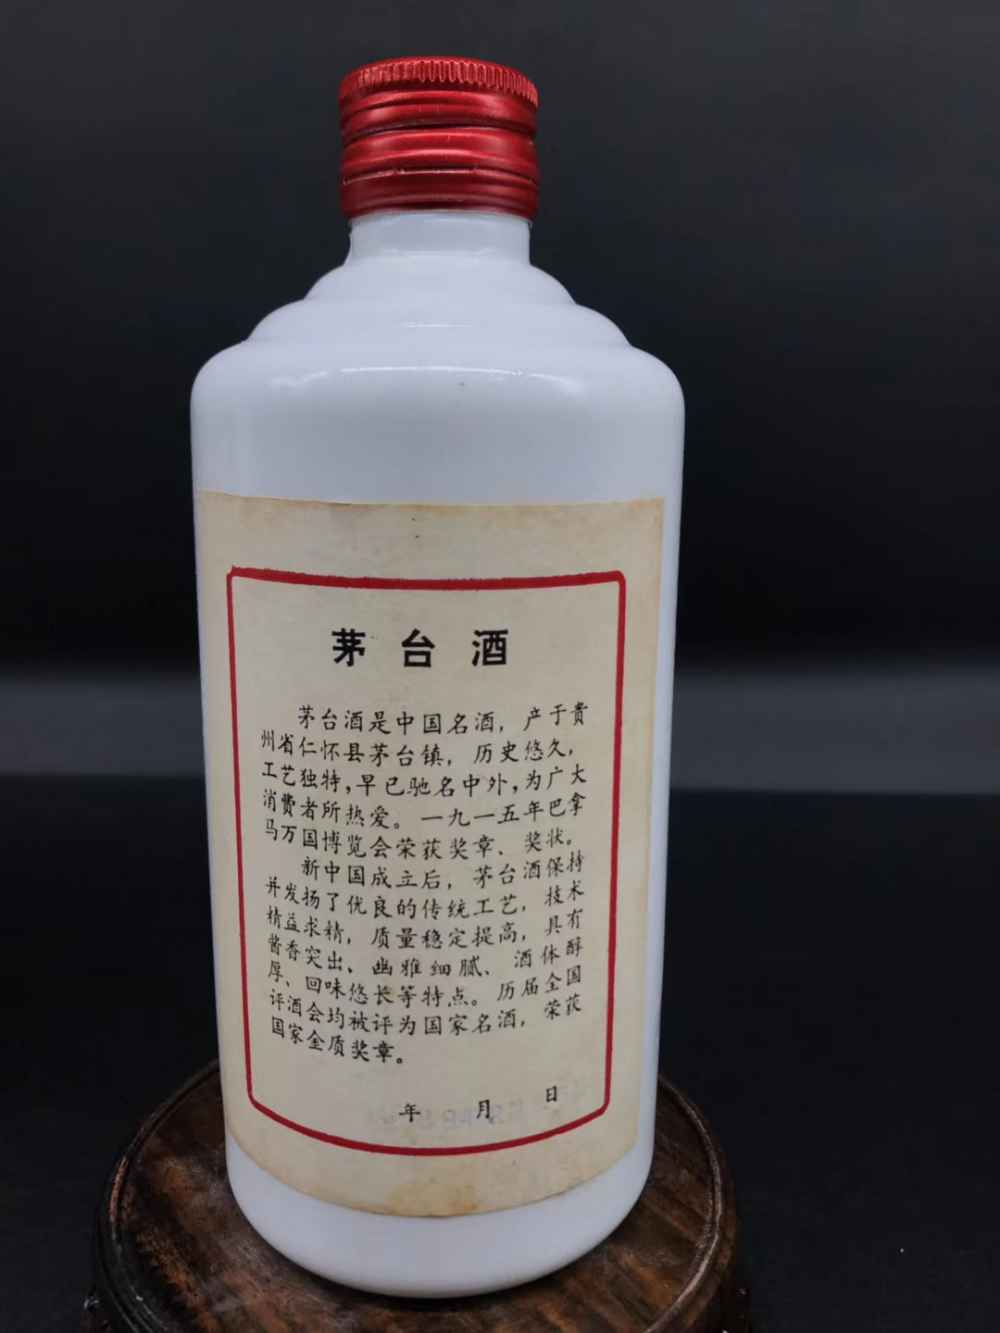 茅台酒
茅台酒是中国名酒，产于贵
州省仁怀县茅台镇，历史悠久，
工艺独特，早已驰名中外，为广大
消费者所热爱。一九一五年巴拿
马万国博览会荣获奖章、奖状。
新中国成立后，茅台酒保持
并发扬了优良的传统工艺，技术
精益求精，质量稳定提高，具有
酱香突出、幽雅细腻、酒体醇
厚、回味悠长等特点。历届全国
评酒会均被评为国家名酒，荣获
国家金质奖章。
年 月 日